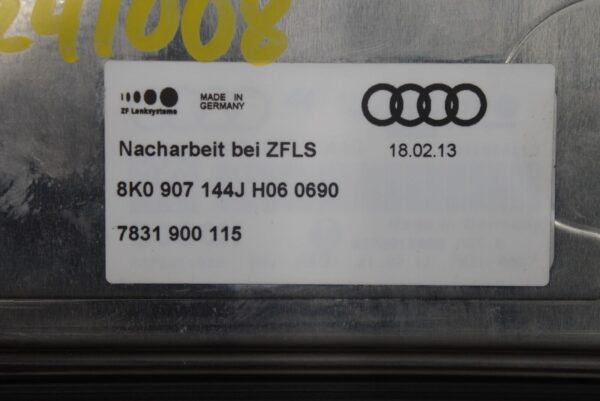 241008
MADE IN
GERMANY
ZF Lenksysteme
Nacharbeit bei ZFLS
18.02.13
8K0 907 144J H06 0690
7831 900 115